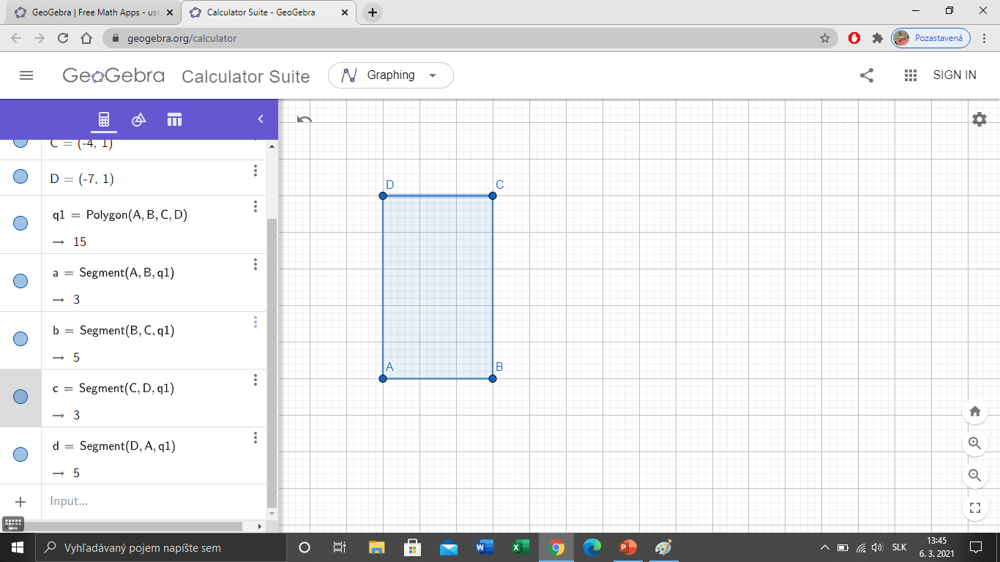 GeoGebra | Free Math Apps - use
Calculator Suite - GeoGebra
geogebra.org/calculator
Pozastavená
GeoGebra Calculator Suite
Graphing
SIGN IN
C = (-4, 1)
D = (-7, 1)
q1 = Polygon(A, B, C, D)
→ 15
a = Segment(A, B, q1)
→ 3
b = Segment(B, C, q1)
→ 5
c = Segment(C, D, q1)
→ 3
d = Segment(D, A, q1)
→ 5
Input...
D
C
A
B
Vyhľadávaný pojem napíšte sem
SLK
13:45
6. 3. 2021